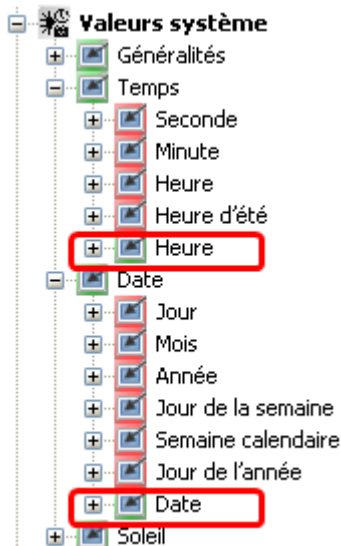 Valeurs système
Généralités
Temps
Seconde
Minute
Heure
Heure d'été
Heure
Date
Jour
Mois
Année
Jour de la semaine
Semaine calendaire
Jour de l'année
Date
Soleil